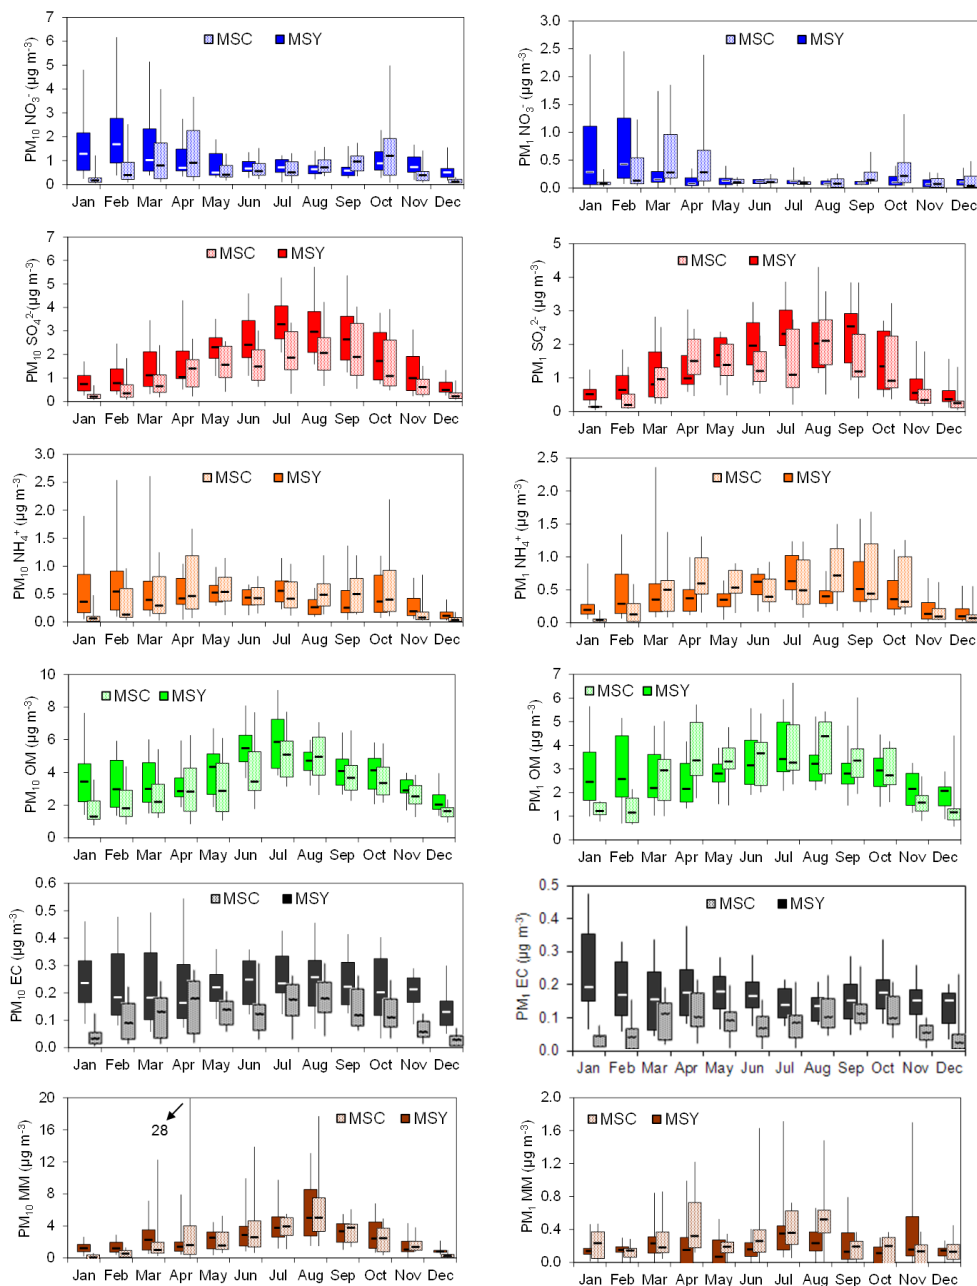 PM₁₀ NO₃⁻ (µg m⁻³)
7
6
5
4
3
2
1
0
MSC MSY
Jan Feb Mar Apr May Jun Jul Aug Sep Oct Nov Dec
PM₁ NO₃⁻ (µg m⁻³)
3.0
2.5
2.0
1.5
1.0
0.5
0.0
MSC MSY
Jan Feb Mar Apr May Jun Jul Aug Sep Oct Nov Dec
PM₁₀ SO₄²⁻(µg m⁻³)
7
6
5
4
3
2
1
0
MSC MSY
Jan Feb Mar Apr May Jun Jul Aug Sep Oct Nov Dec
PM₁ SO₄²⁻ (µg m⁻³)
5
4
3
2
1
0
MSC MSY
Jan Feb Mar Apr May Jun Jul Aug Sep Oct Nov Dec
PM₁₀ NH₄⁺ (µg m⁻³)
3.0
2.5
2.0
1.5
1.0
0.5
0.0
MSC MSY
Jan Feb Mar Apr May Jun Jul Aug Sep Oct Nov Dec
PM₁ NH₄⁺ (µg m⁻³)
2.5
2.0
1.5
1.0
0.5
0.0
MSC MSY
Jan Feb Mar Apr May Jun Jul Aug Sep Oct Nov Dec
PM₁₀ OM (µg m⁻³)
10
8
6
4
2
0
MSC MSY
Jan Feb Mar Apr May Jun Jul Aug Sep Oct Nov Dec
PM₁ OM (µg m⁻³)
7
6
5
4
3
2
1
0
MSC MSY
Jan Feb Mar Apr May Jun Jul Aug Sep Oct Nov Dec
PM₁₀ EC (µg m⁻³)
0.6
0.5
0.4
0.3
0.2
0.1
0.0
MSC MSY
Jan Feb Mar Apr May Jun Jul Aug Sep Oct Nov Dec
PM₁ EC (µg m⁻³)
0.5
0.4
0.3
0.2
0.1
0.0
MSC MSY
Jan Feb Mar Apr May Jun Jul Aug Sep Oct Nov Dec
PM₁₀ MM (µg m⁻³)
20
16
12
8
4
0
28
MSC MSY
Jan Feb Mar Apr May Jun Jul Aug Sep Oct Nov Dec
PM₁ MM (µg m⁻³)
2.0
1.6
1.2
0.8
0.4
0.0
MSC MSY
Jan Feb Mar Apr May Jun Jul Aug Sep Oct Nov Dec